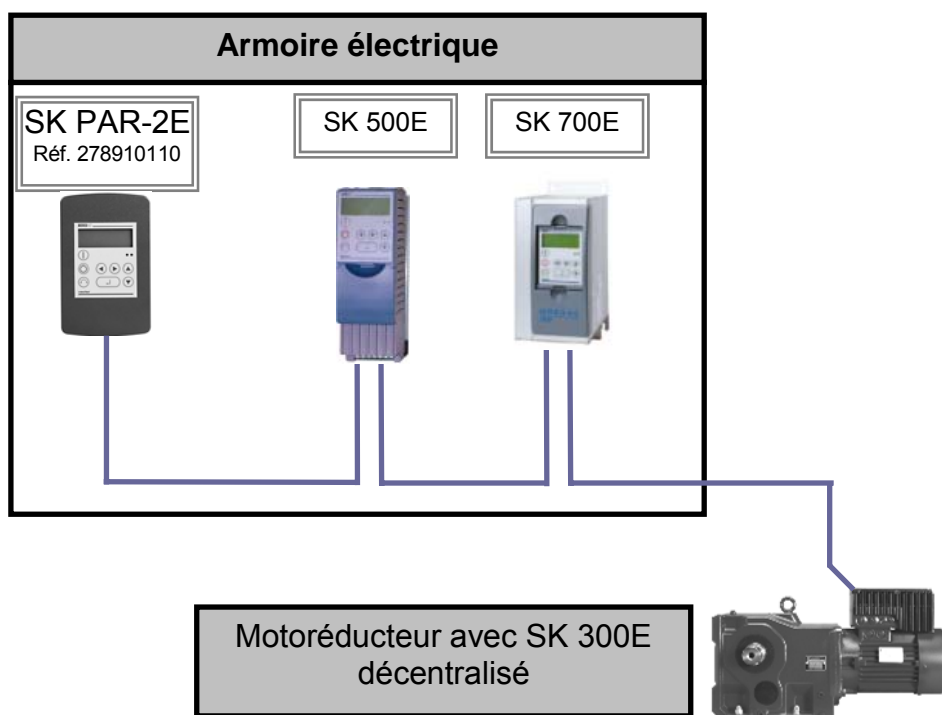 Armoire électrique
SK PAR-2E
Réf. 278910110
SK 500E
SK 700E
Motoréducteur avec SK 300E
décentralisé